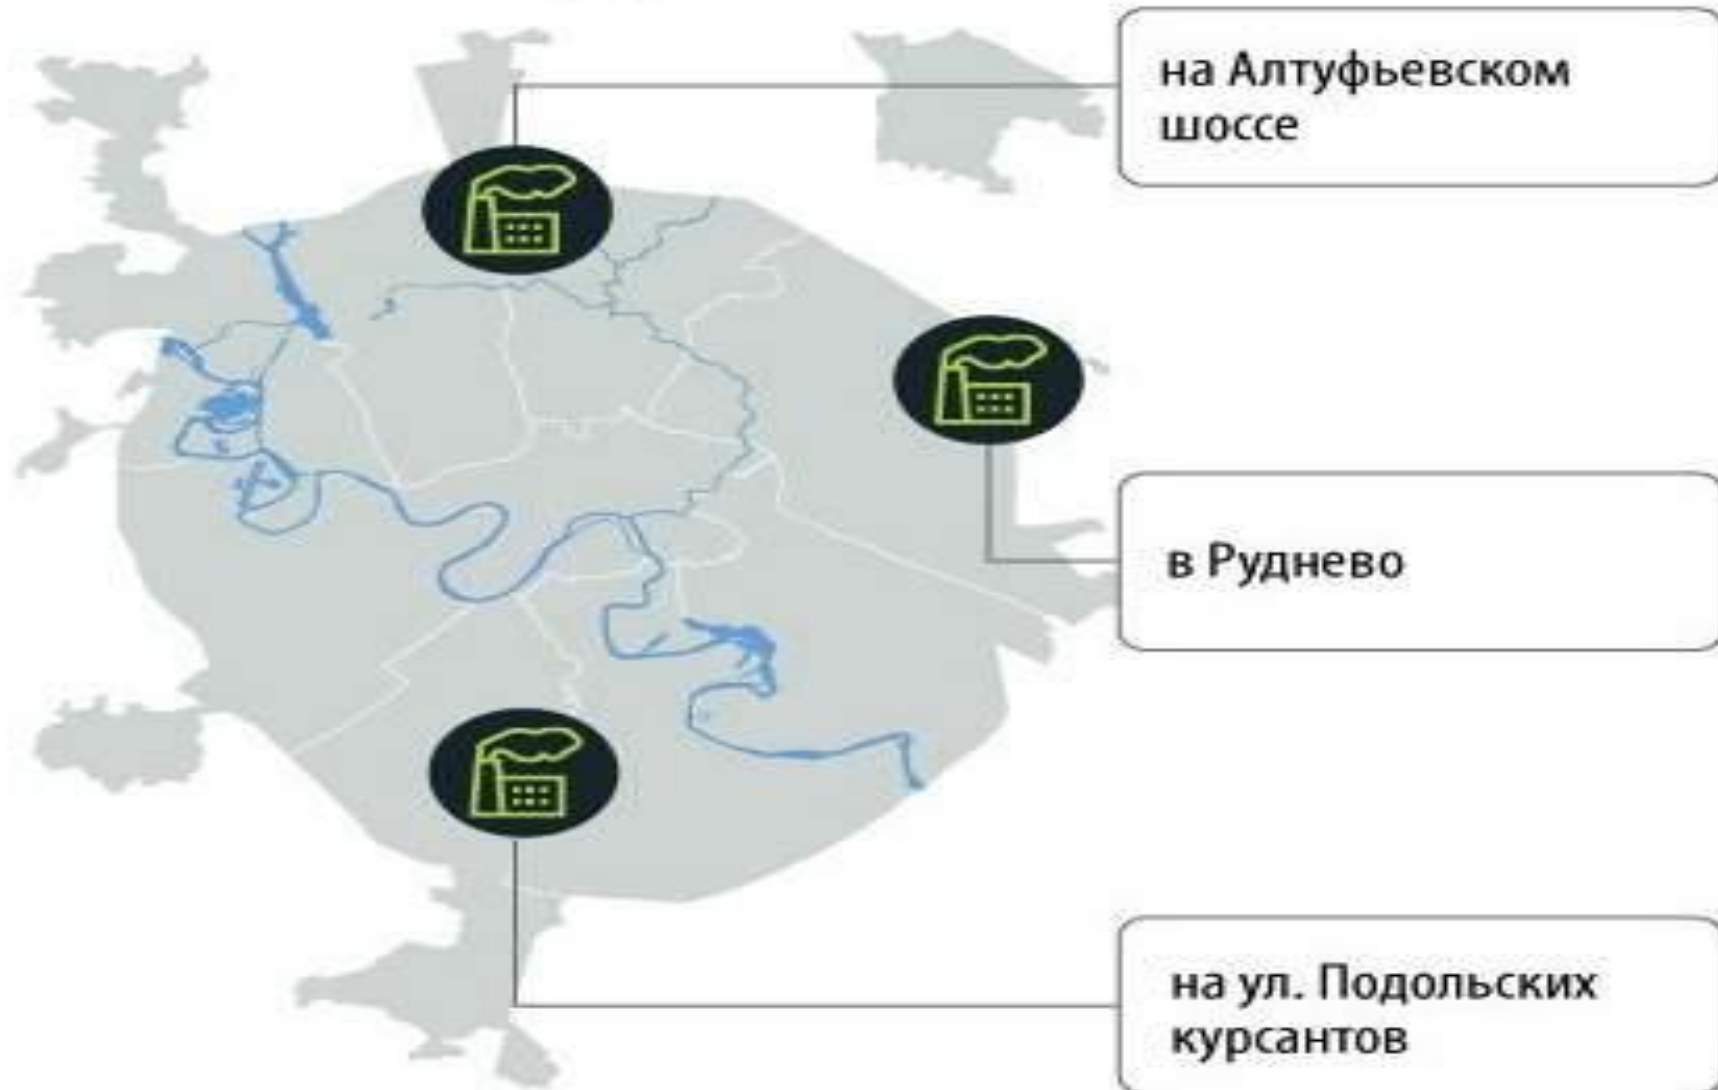 на Алтуфьевском
шоссе
в Руднево
на ул. Подольских
курсантов